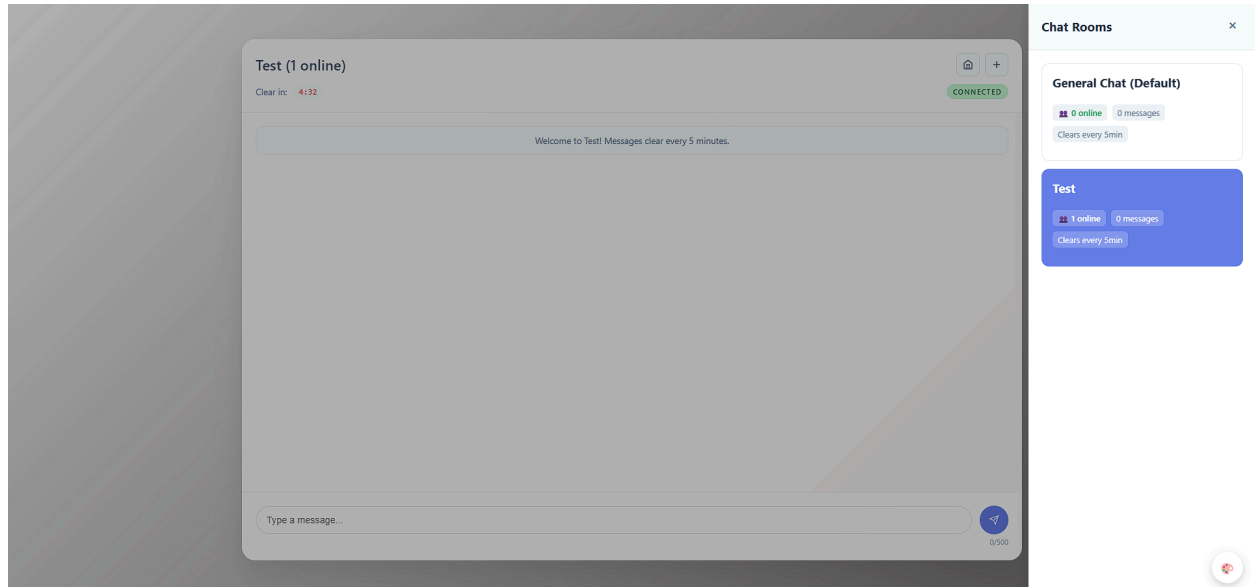 Test (1 online)
Clear in: 4:32
CONNECTED
Welcome to Test! Messages clear every 5 minutes.
Type a message...
0/500
Chat Rooms
General Chat (Default)
0 online 0 messages
Clears every 5min
Test
1 online 0 messages
Clears every 5min